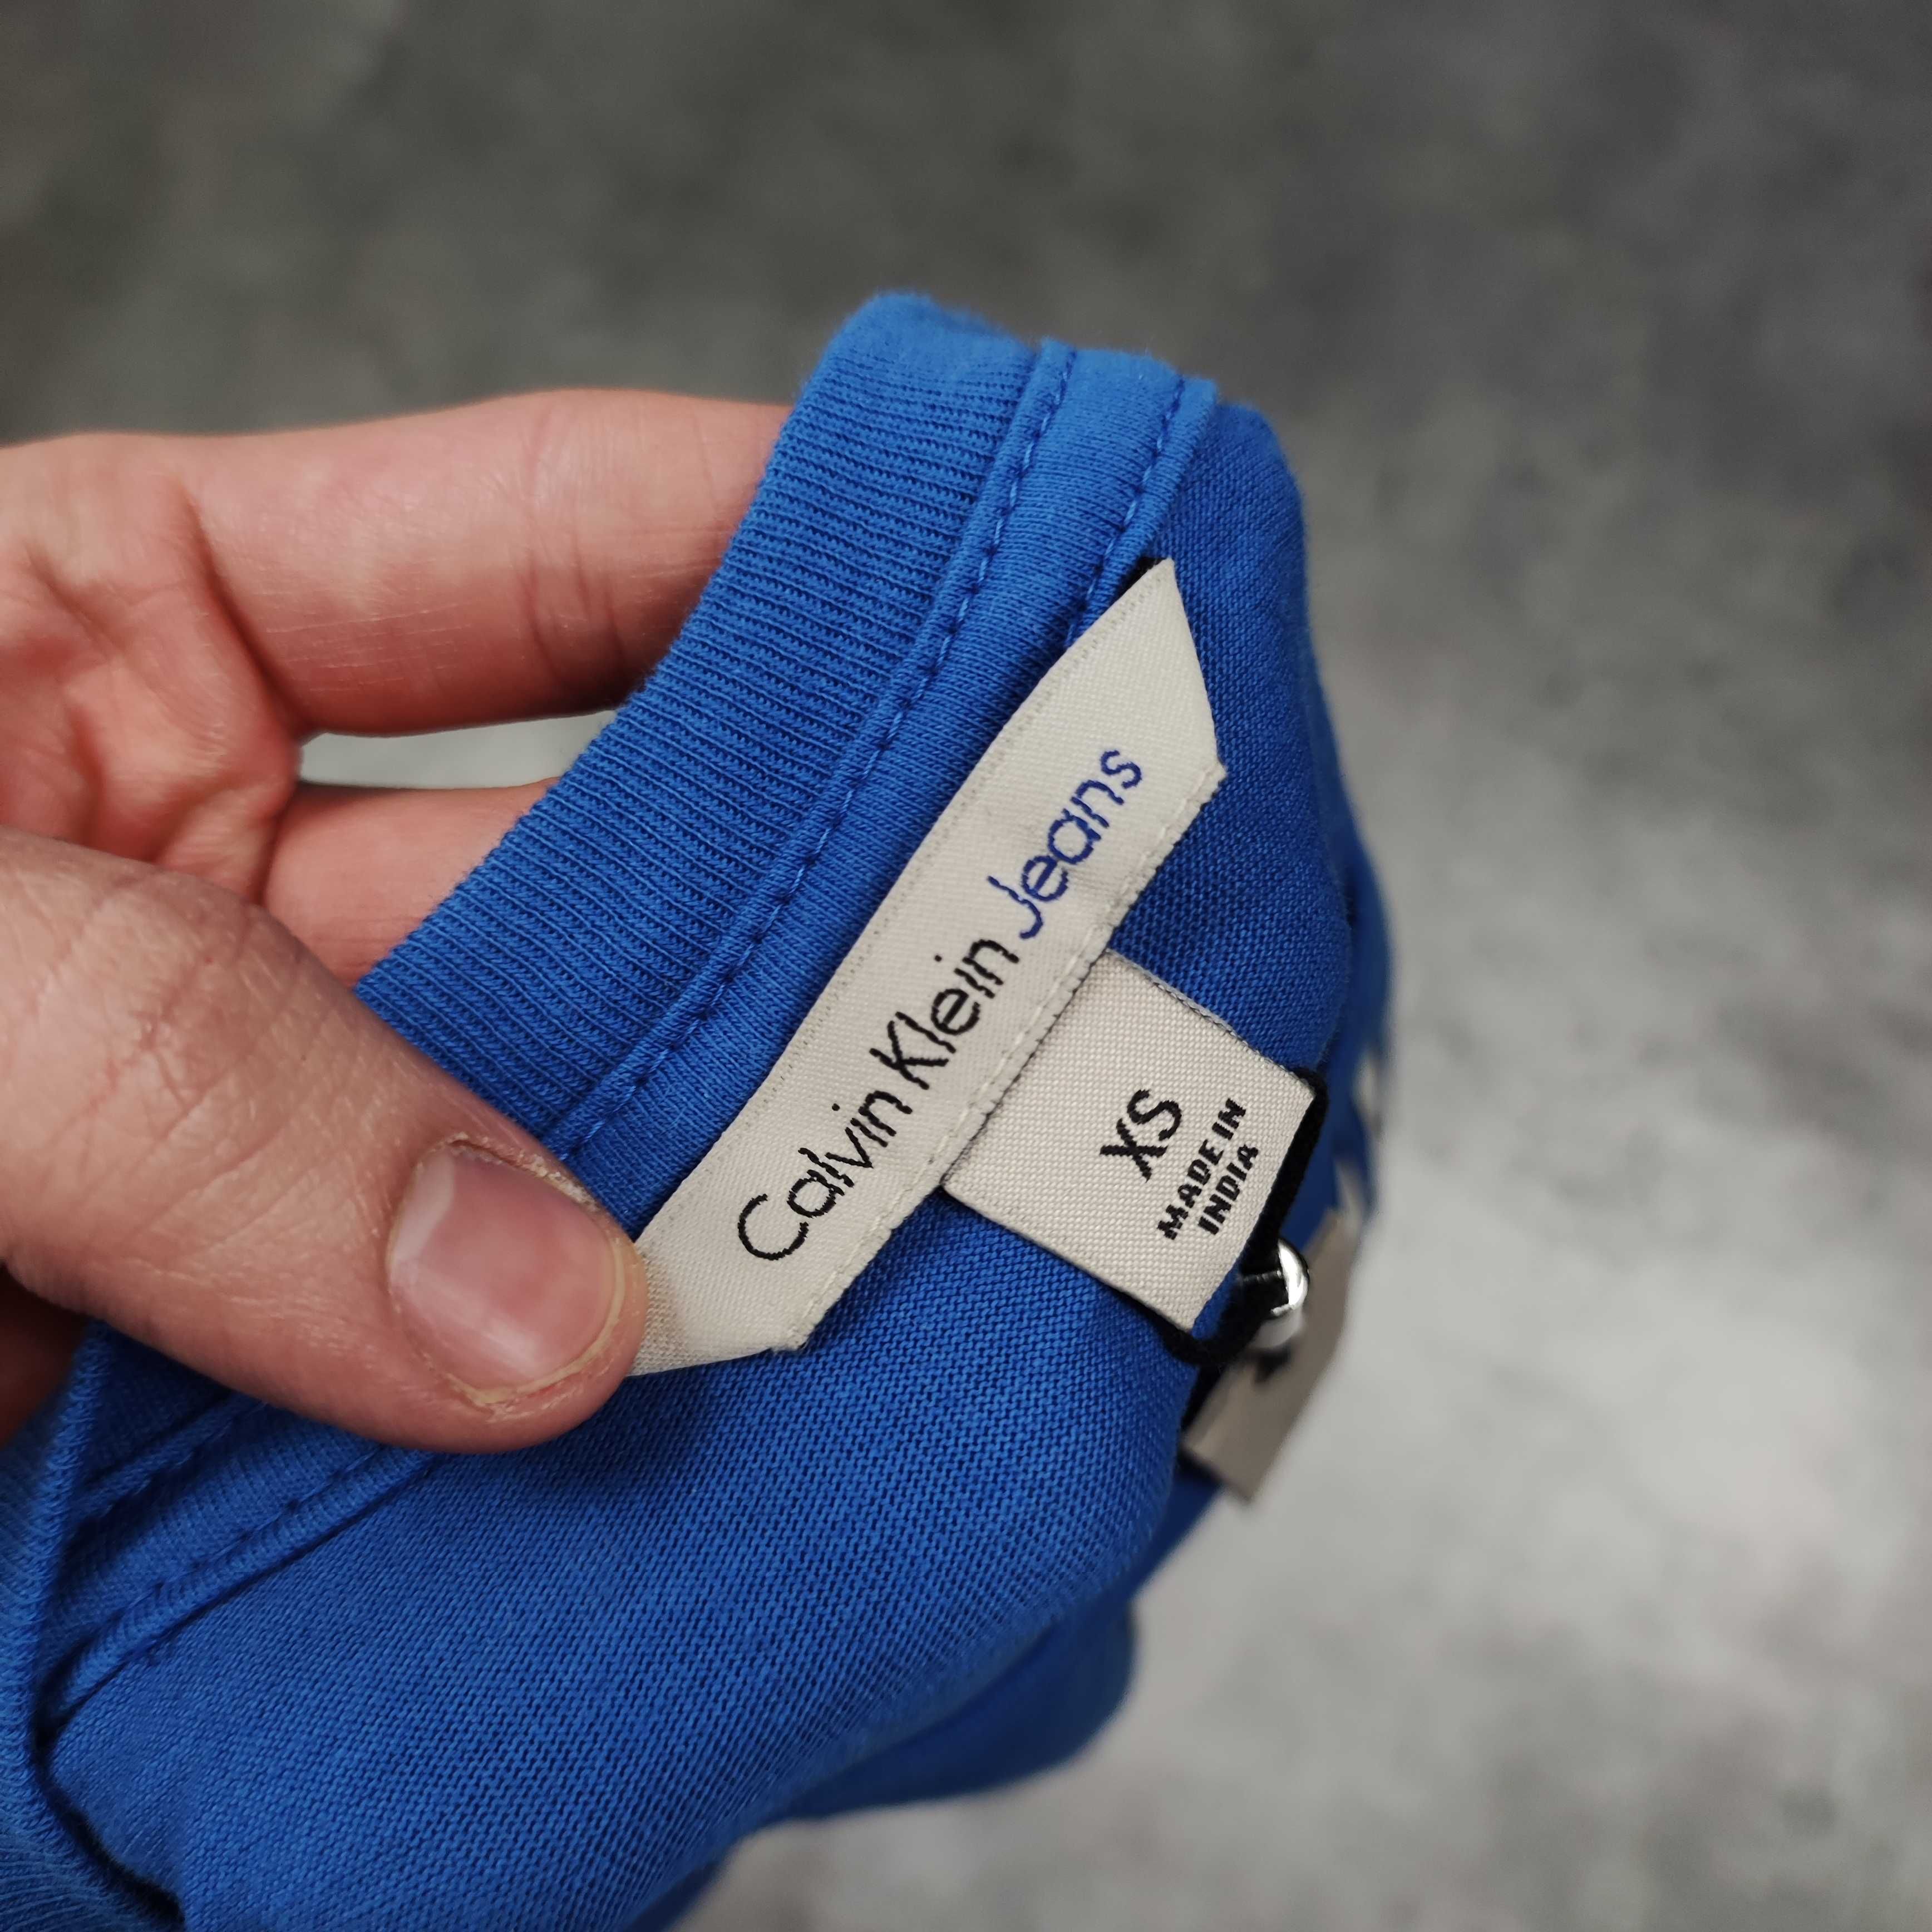 Calvin Klein Jeans
XS
MADE IN
INDIA